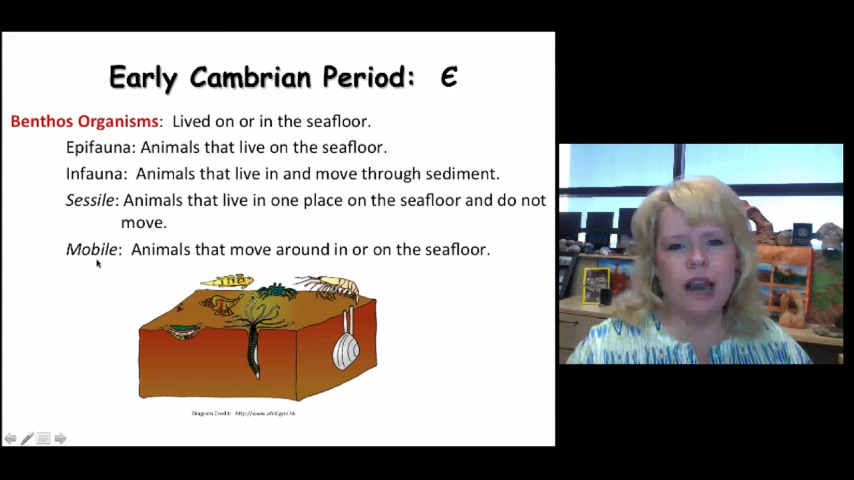 Early Cambrian Period: Є
Benthos Organisms: Lived on or in the seafloor.
Epifauna: Animals that live on the seafloor.
Infauna: Animals that live in and move through sediment.
Sessile: Animals that live in one place on the seafloor and do not
move.
Mobile: Animals that move around in or on the seafloor.
Diagram Credit: http://www.afcd.gov.hk